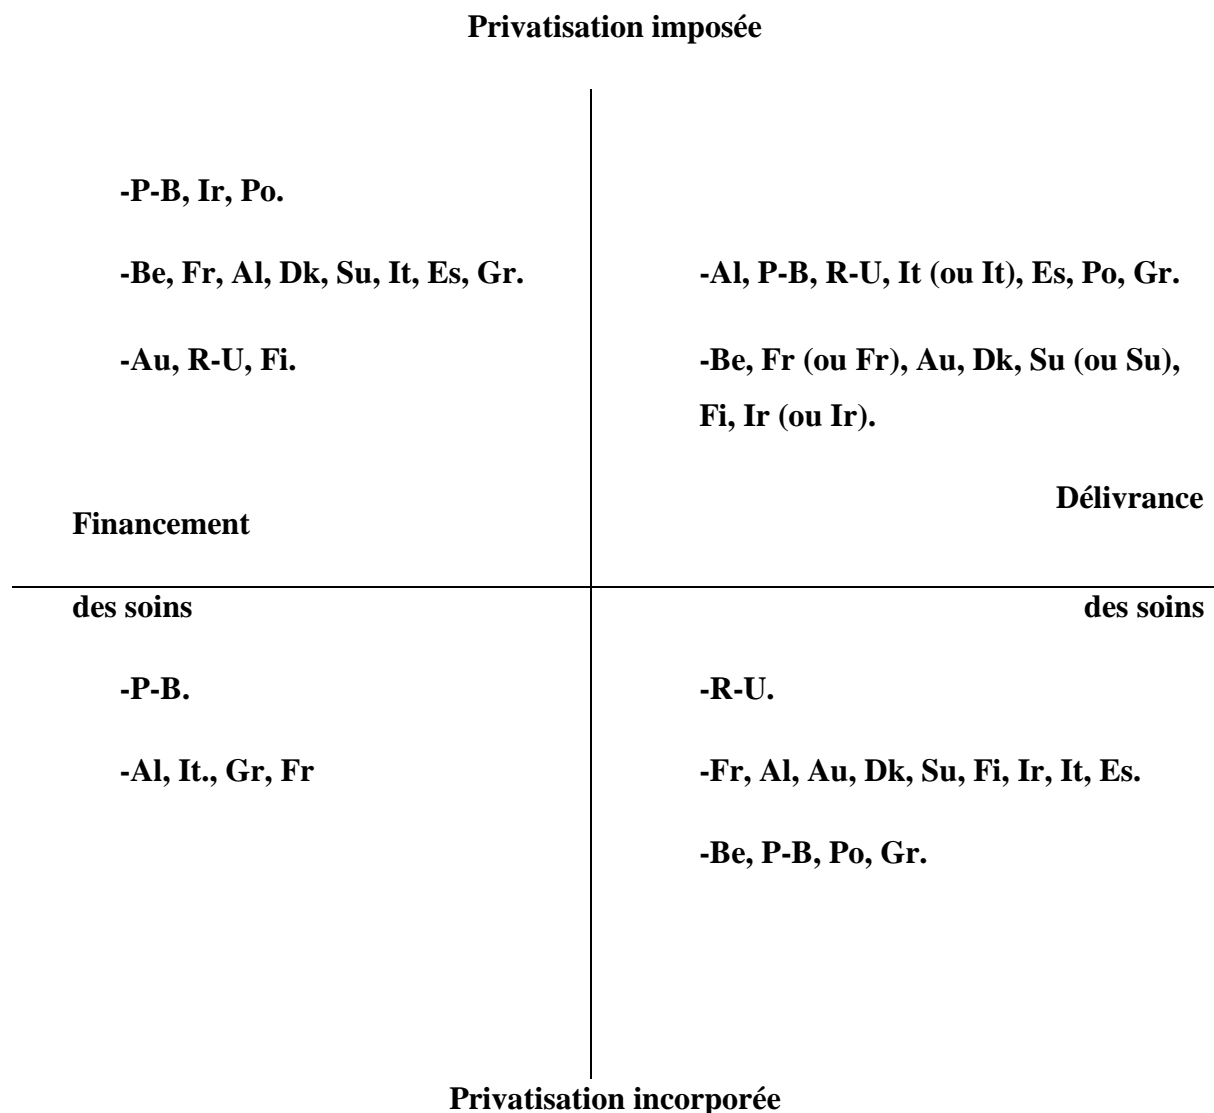 Privatisation imposée
-P-B, Ir, Po.
-Be, Fr, Al, Dk, Su, It, Es, Gr.
-Au, R-U, Fi.
-Al, P-B, R-U, It (ou It), Es, Po, Gr.
-Be, Fr (ou Fr), Au, Dk, Su (ou Su),
Fi, Ir (ou Ir).
Financement
des soins
Délivrance
des soins
-P-B.
-Al, It., Gr, Fr
-R-U.
-Fr, Al, Au, Dk, Su, Fi, Ir, It, Es.
-Be, P-B, Po, Gr.
Privatisation incorporée